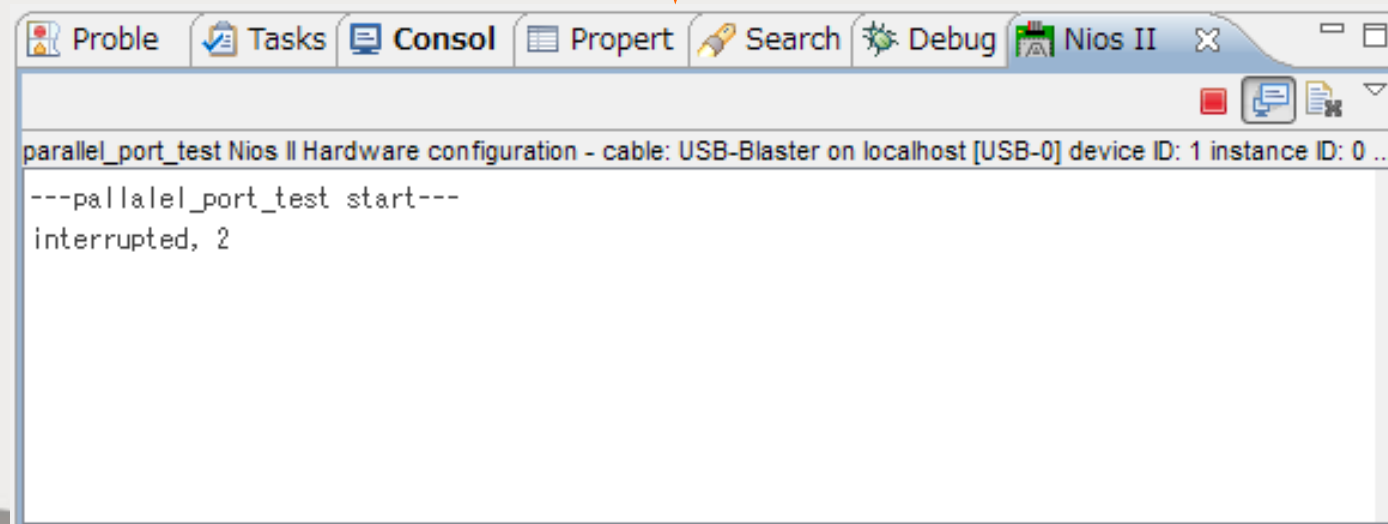 Proble Tasks Consol Propert Search Debug Nios II
parallel_port_test Nios II Hardware configuration - cable: USB-Blaster on localhost [USB-0] device ID: 1 instance ID: 0 ..
---pallalel_port_test start---
interrupted, 2